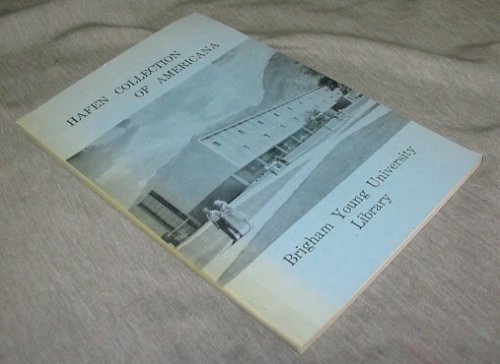 HAFEN COLLECTION
OF AMERICANA
Brigham Young University
Library